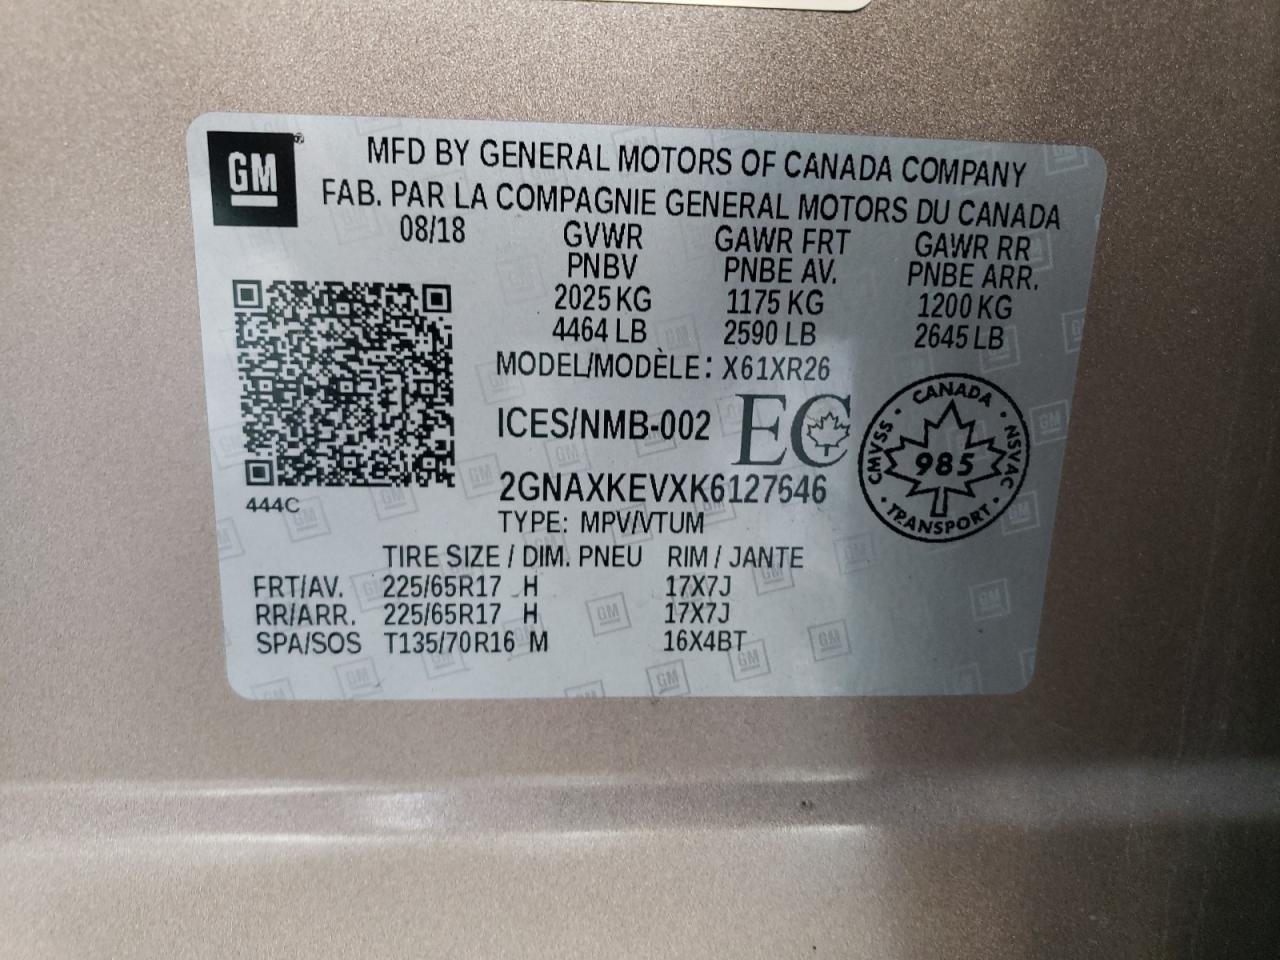 GM
MFD BY GENERAL MOTORS OF CANADA COMPANY
FAB. PAR LA COMPAGNIE GENERAL MOTORS DU CANADA
08/18
GVWR GAWR FRT GAWR RR
PNBV PNBE AV. PNBE ARR.
2025 KG 1175 KG 1200 KG
4464 LB 2590 LB 2645 LB
MODEL/MODÈLE: X61XR26
ICES/NMB-002 EC
CANADA
CMVSS 985 NSVAC
TRANSPORT
2GNAXKEVXK6127646
444C
TYPE: MPV/VTUM
TIRE SIZE / DIM. PNEU RIM / JANTE
FRT/AV. 225/65R17 H 17X7J
RR/ARR. 225/65R17 H 17X7J
SPA/SOS T135/70R16 M 16X4BT